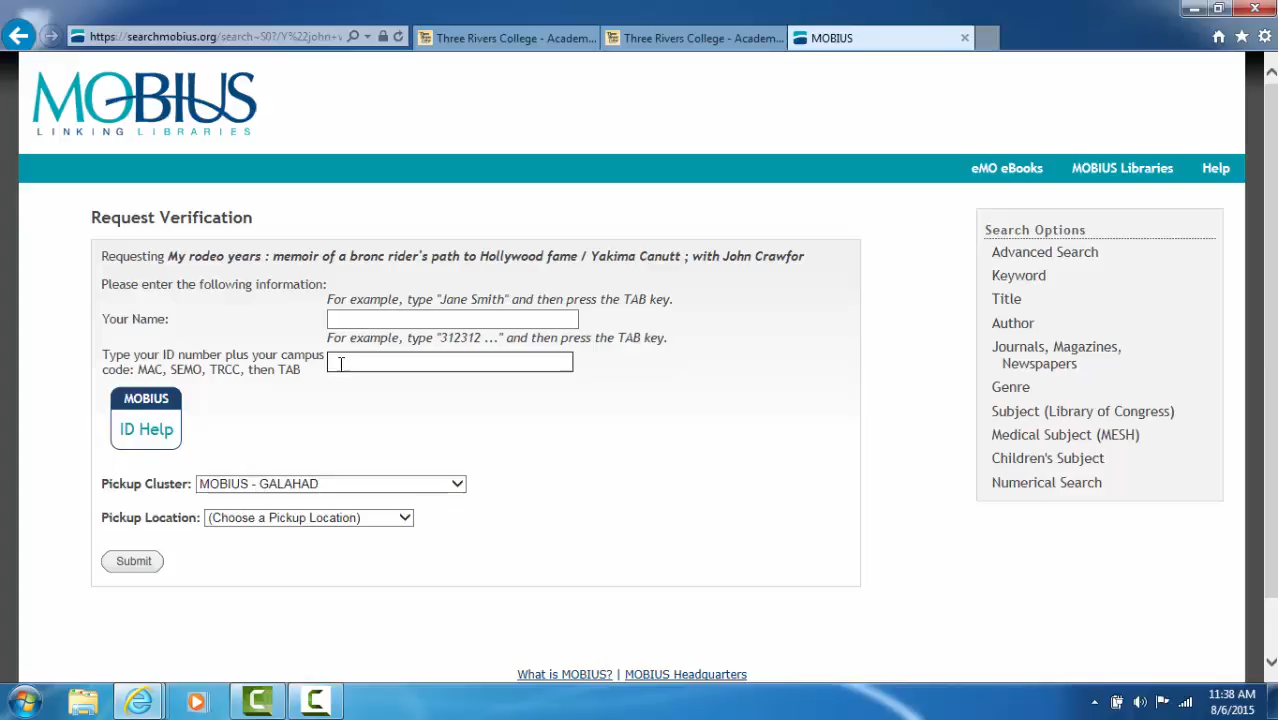 https://searchmobius.org/search~S0?/Y%22john+
Three Rivers College - Academ...
Three Rivers College - Academ...
MOBIUS
MOBIUS
LINKING LIBRARIES
eMO eBooks
MOBIUS Libraries
Help
Request Verification
Requesting My rodeo years : memoir of a bronc rider's path to Hollywood fame / Yakima Canutt ; with John Crawfor
Please enter the following information:
For example, type "Jane Smith" and then press the TAB key.
Your Name:
For example, type "312312 ..." and then press the TAB key.
Type your ID number plus your campus
code: MAC, SEMO, TRCC, then TAB
MOBIUS
ID Help
Pickup Cluster: MOBIUS - GALAHAD
Pickup Location: (Choose a Pickup Location)
Submit
Search Options
Advanced Search
Keyword
Title
Author
Journals, Magazines,
Newspapers
Genre
Subject (Library of Congress)
Medical Subject (MESH)
Children's Subject
Numerical Search
What is MOBIUS? | MOBIUS Headquarters
11:38 AM
8/6/2015